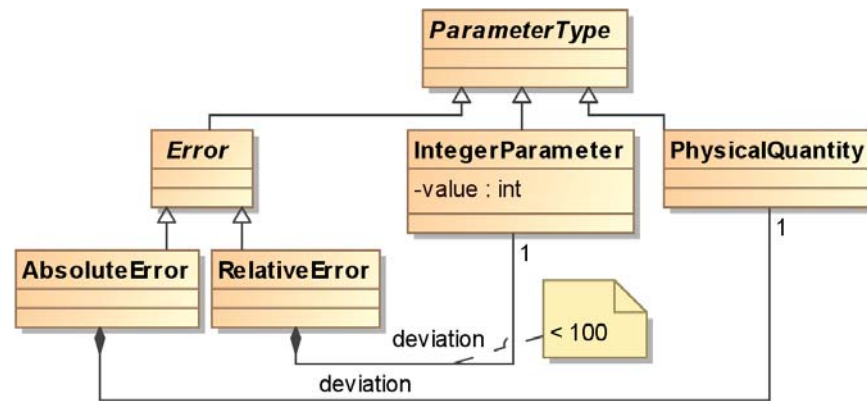 ParameterType
Error
IntegerParameter
-value : int
PhysicalQuantity
1
1
AbsoluteError
RelativeError
deviation
< 100
deviation